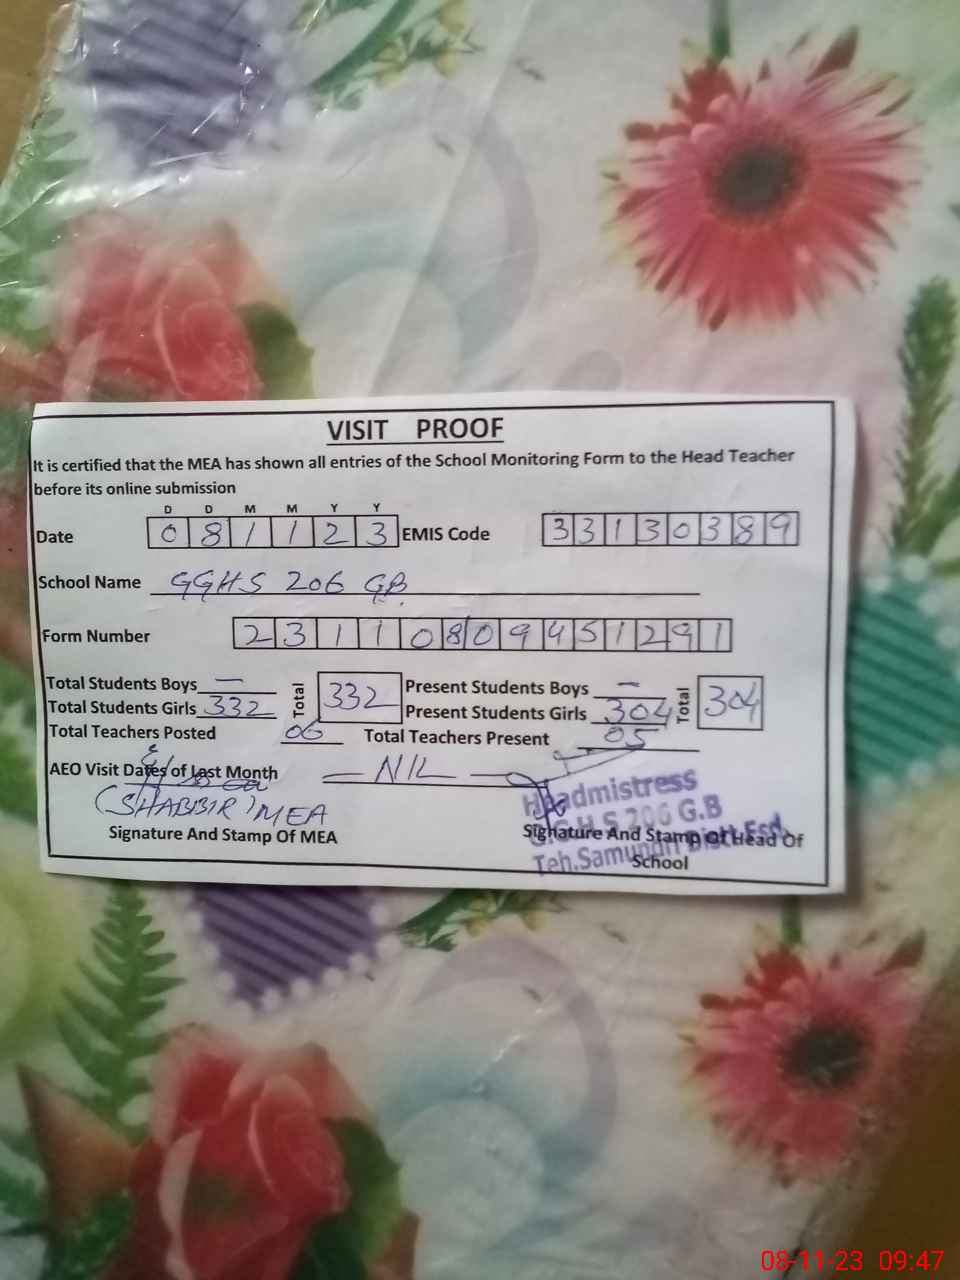 VISIT PROOF
It is certified that the MEA has shown all entries of the School Monitoring Form to the Head Teacher
before its online submission
D D M M Y Y
Date 0 8 1 1 2 3 EMIS Code 3 3 1 3 0 3 8 9
School Name GGHS 206 GB.
Form Number 2 3 1 1 0 8 0 9 4 5 1 2 9 1
Total Students Boys — Total 332 Present Students Boys — Total 304
Total Students Girls 332 Present Students Girls 304
Total Teachers Posted 06 Total Teachers Present 05
AEO Visit Dates of Last Month — NIL —
(SHABBIR) MEA
Headmistress
G.G.H.S 206 G.B
Teh.Samundri Distt Fsd.
Signature And Stamp Of MEA Signature And Stamp Of Head Of
School
08-11-23 09:47